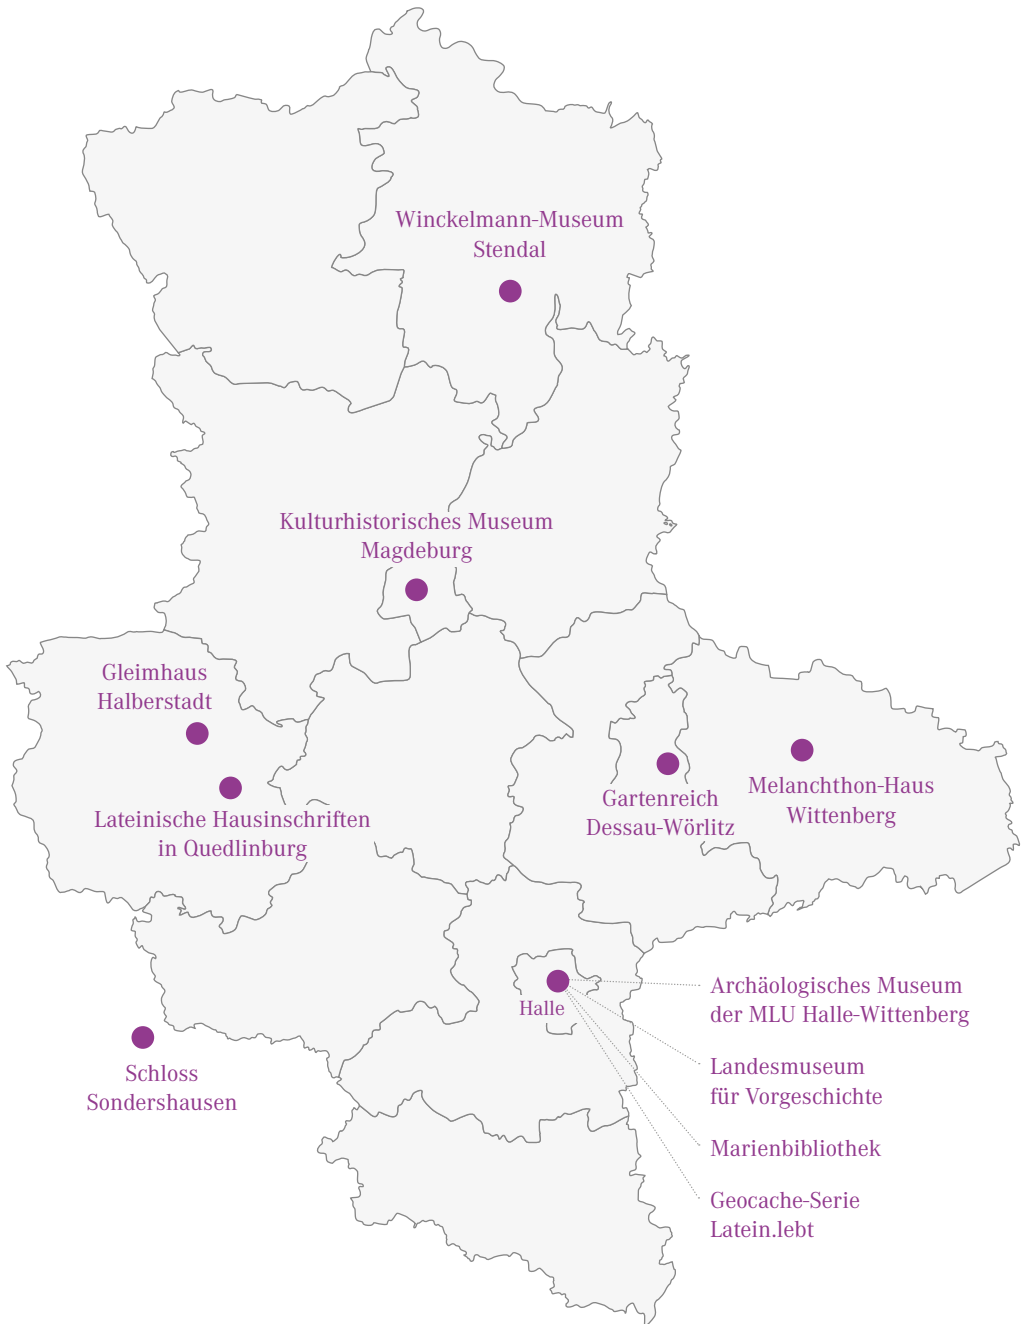 Winckelmann-Museum
Stendal
Kulturhistorisches Museum
Magdeburg
Gleimhaus
Halberstadt
Lateinische Hausinschriften
in Quedlinburg
Gartenreich
Dessau-Wörlitz
Melanchthon-Haus
Wittenberg
Halle
Archäologisches Museum
der MLU Halle-Wittenberg
Landesmuseum
für Vorgeschichte
Marienbibliothek
Geocache-Serie
Latein.lebt
Schloss
Sondershausen